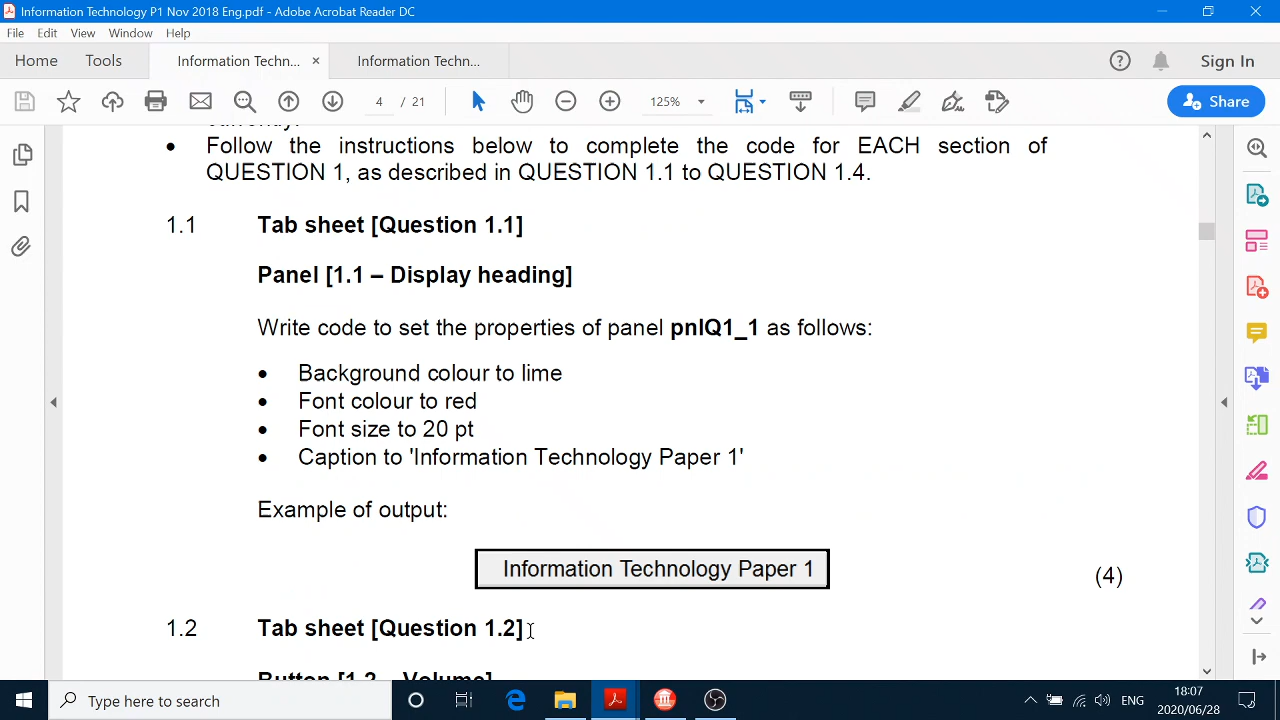 Information Technology P1 Nov 2018 Eng.pdf - Adobe Acrobat Reader DC
File Edit View Window Help
Home Tools Information Techn... × Information Techn... Sign In
4 / 21 125% Share
currently.
• Follow the instructions below to complete the code for EACH section of
QUESTION 1, as described in QUESTION 1.1 to QUESTION 1.4.
1.1 Tab sheet [Question 1.1]
Panel [1.1 – Display heading]
Write code to set the properties of panel pnlQ1_1 as follows:
• Background colour to lime
• Font colour to red
• Font size to 20 pt
• Caption to 'Information Technology Paper 1'
Example of output:
Information Technology Paper 1
(4)
1.2 Tab sheet [Question 1.2]
Button [1.2 – Volume]
Type here to search
ENG
18:07
2020/06/28